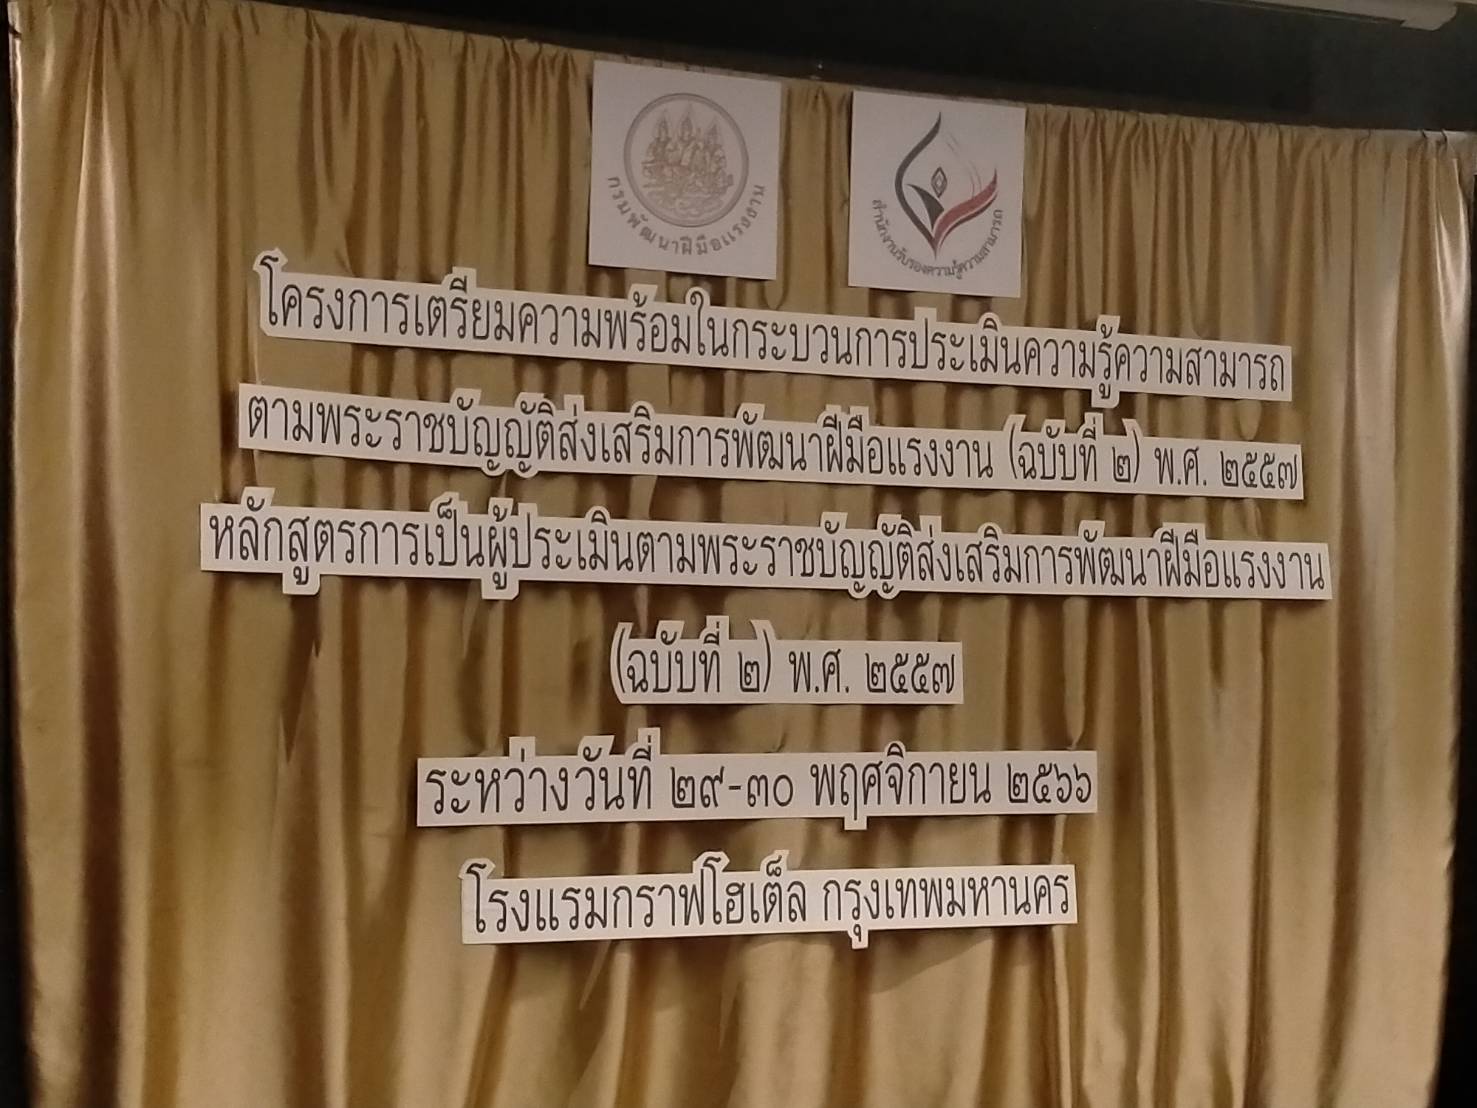 กรมพัฒนาฝีมือแรงงาน
สำนักงานรับรองความรู้ความสามารถ
โครงการเตรียมความพร้อมในกระบวนการประเมินความรู้ความสามารถ
ตามพระราชบัญญัติส่งเสริมการพัฒนาฝีมือแรงงาน (ฉบับที่ ๒) พ.ศ. ๒๕๕๗
หลักสูตรการเป็นผู้ประเมินตามพระราชบัญญัติส่งเสริมการพัฒนาฝีมือแรงงาน
(ฉบับที่ ๒) พ.ศ. ๒๕๕๗
ระหว่างวันที่ ๒๙-๓๐ พฤศจิกายน ๒๕๖๖
โรงแรมกราฟโฮเต็ล กรุงเทพมหานคร